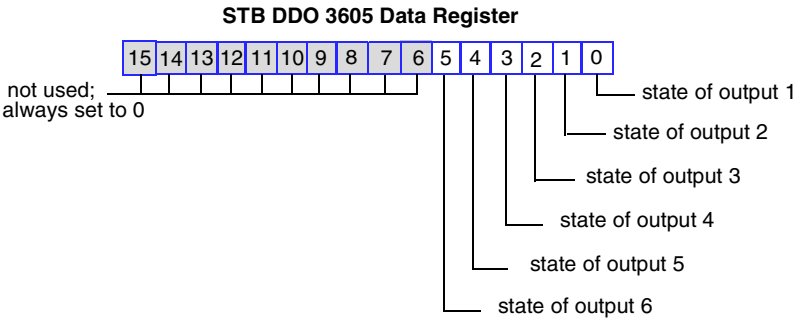 STB DDO 3605 Data Register
15 14 13 12 11 10 9 8 7 6 5 4 3 2 1 0
not used;
always set to 0
state of output 1
state of output 2
state of output 3
state of output 4
state of output 5
state of output 6